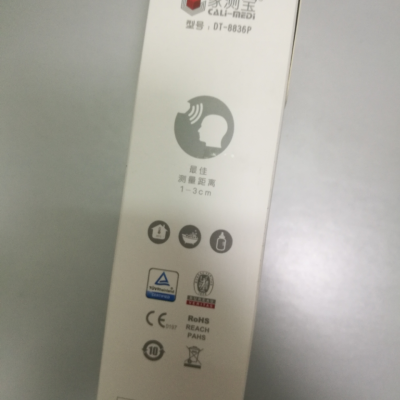 家测宝
CALI-MEDI
型号:DT-8836P
最佳
测量距离
1-3cm
CE
RoHS
REACH
PAHS
10